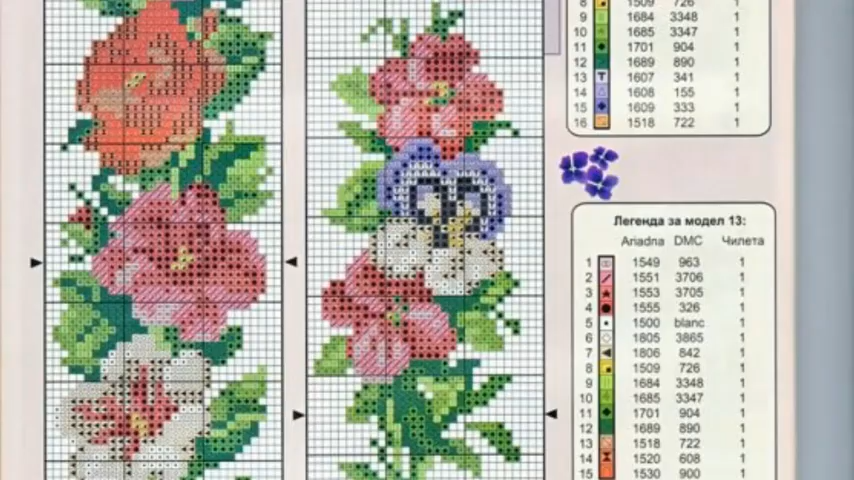 8 1509 726 1
9 1684 3348 1
10 1685 3347 1
11 1701 904 1
12 1689 890 1
13 1607 341 1
14 1608 155 1
15 1609 333 1
16 1518 722 1
Легенда за модел 13:
Ariadna DMC Чилета
1 1549 963 1
2 1551 3706 1
3 1553 3705 1
4 1555 326 1
5 1500 blanc 1
6 1805 3865 1
7 1806 842 1
8 1509 726 1
9 1684 3348 1
10 1685 3347 1
11 1701 904 1
12 1689 890 1
13 1518 722 1
14 1520 608 1
15 1530 900 1